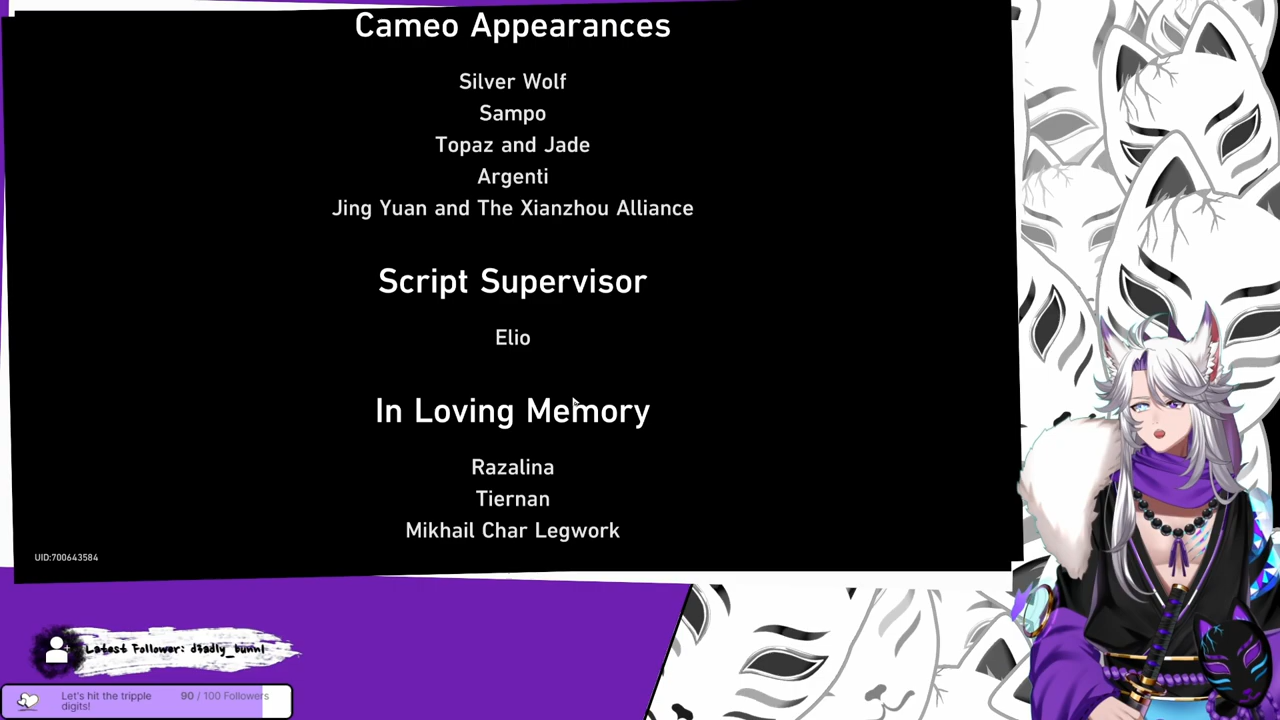 Cameo Appearances
Silver Wolf
Sampo
Topaz and Jade
Argenti
Jing Yuan and The Xianzhou Alliance
Script Supervisor
Elio
In Loving Memory
Razalina
Tiernan
Mikhail Char Legwork
UID:700643584
Latest Follower: d3adly_bunn1
Let's hit the tripple
digits!
90 / 100 Followers